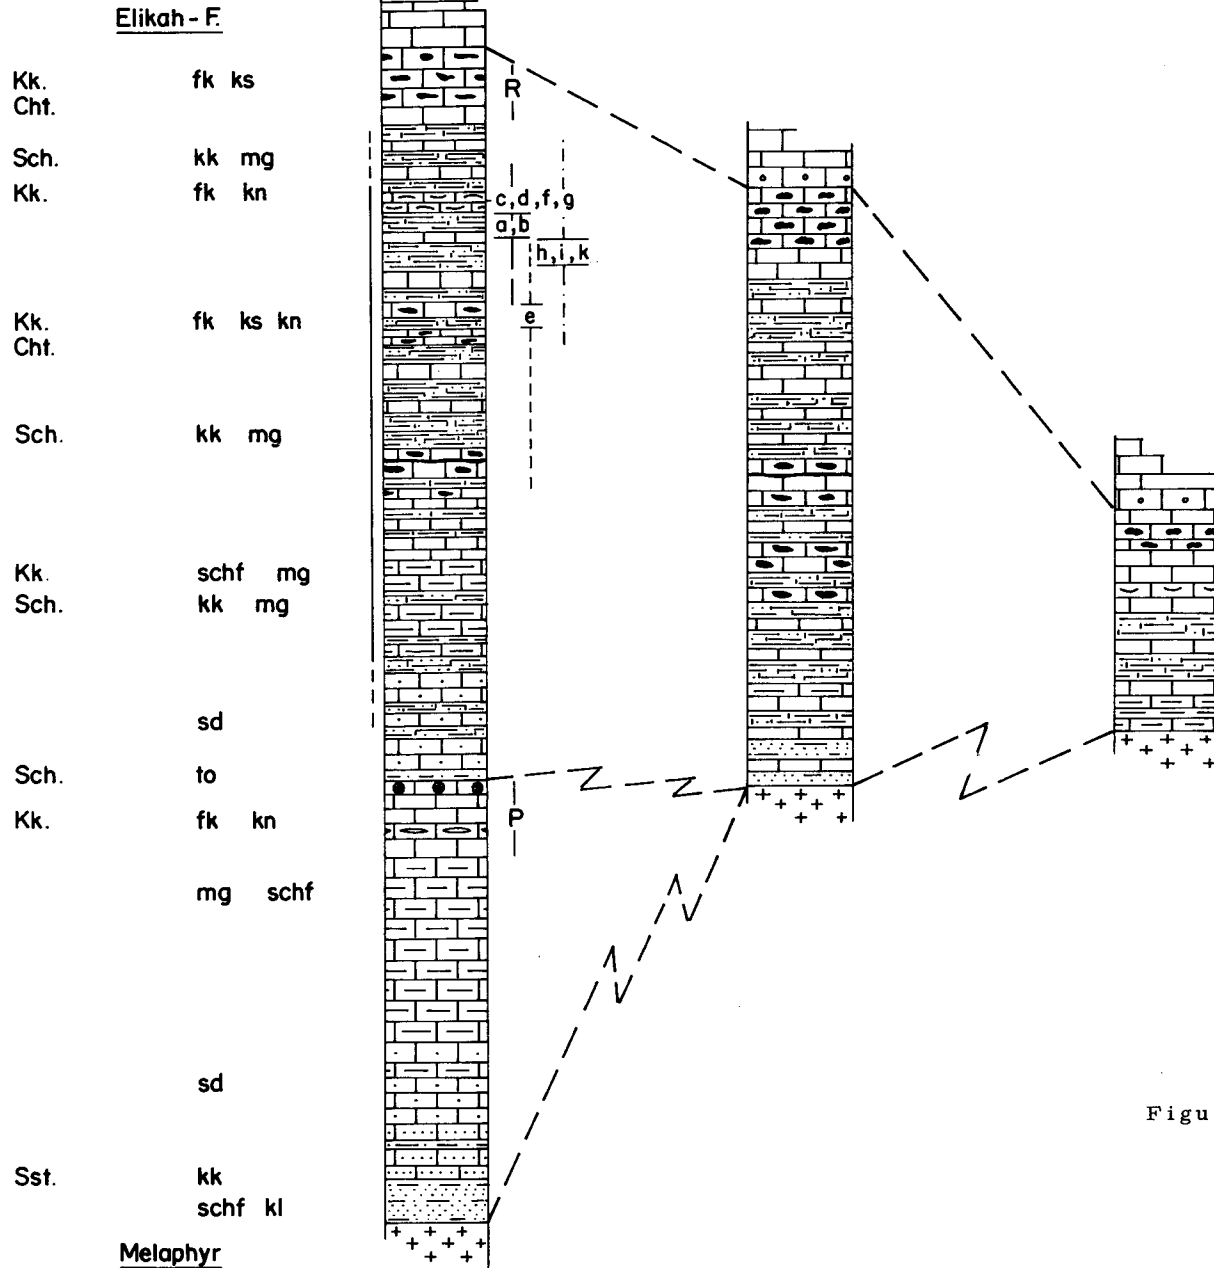 Elikah - F.
Kk. fk ks
R
Cht.
Sch. kk mg
Kk. fk kn
c,d,f,g
a,b
h,i,k
Kk. fk ks kn
e
Cht.
Sch. kk mg
Kk. schf mg
Sch. kk mg
sd
Sch. to
Kk. fk kn
P
mg schf
sd
Figu
Sst. kk
schf kl
Melaphyr